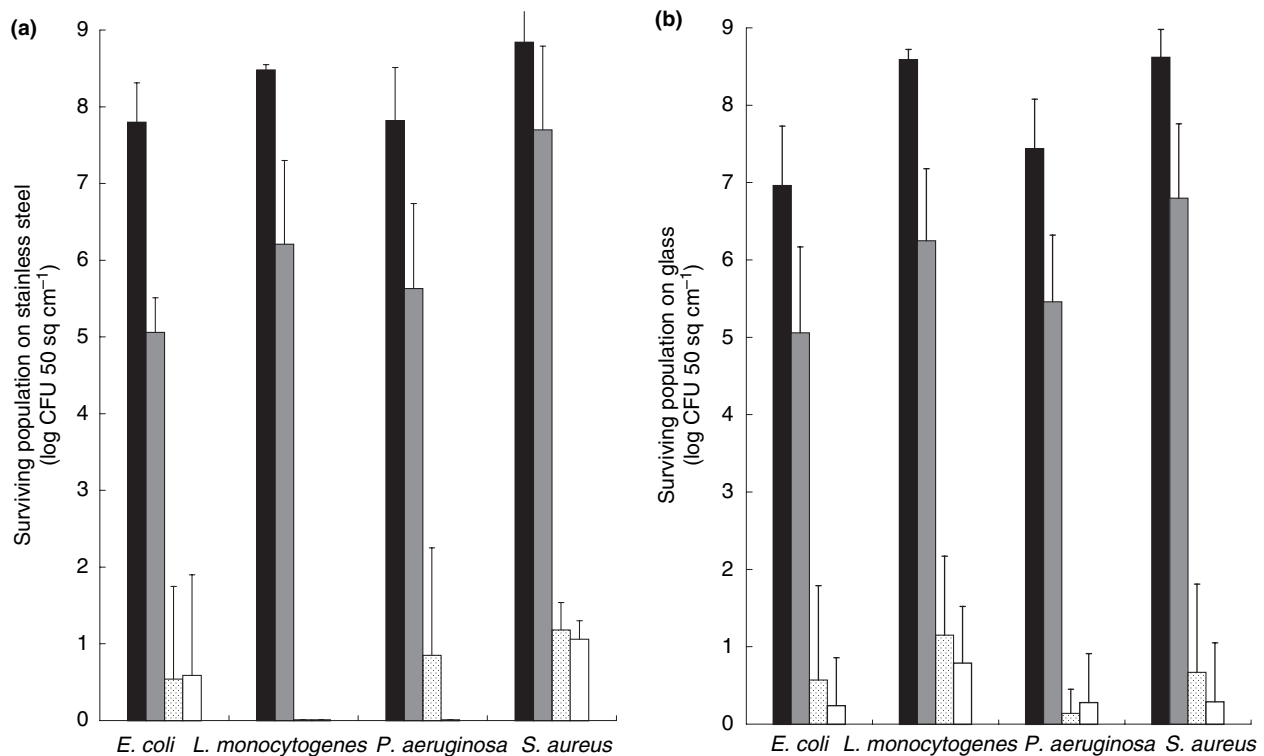 (a)
9
8
7
6
5
4
3
2
1
0
Surviving population on stainless steel
(log CFU 50 sq cm⁻¹)
E. coli L. monocytogenes P. aeruginosa S. aureus
(b)
9
8
7
6
5
4
3
2
1
0
Surviving population on glass
(log CFU 50 sq cm⁻¹)
E. coli L. monocytogenes P. aeruginosa S. aureus